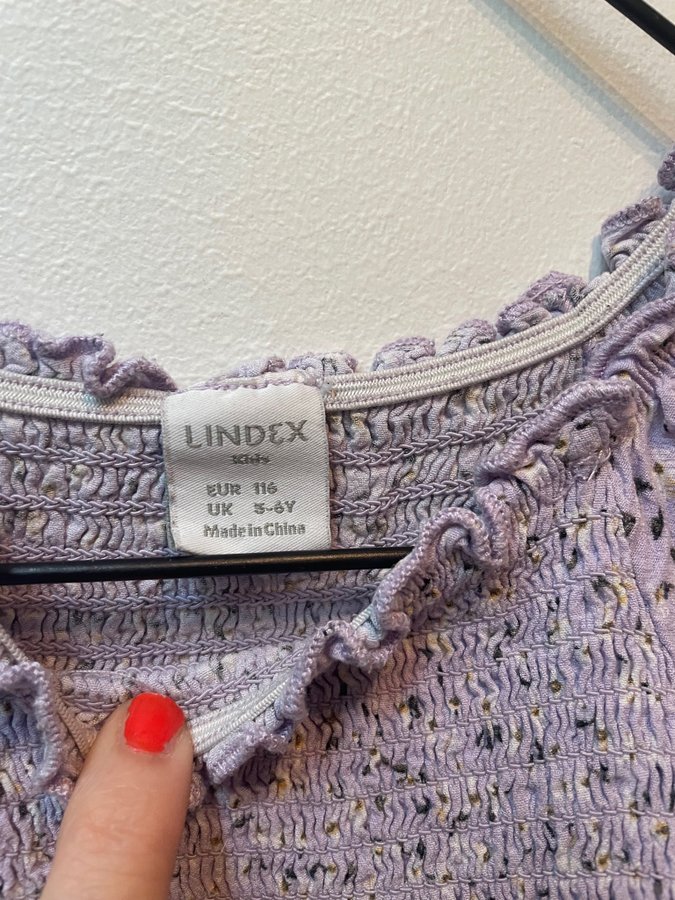 LINDEX
Kids
EUR 116
UK 5-6Y
Made in China